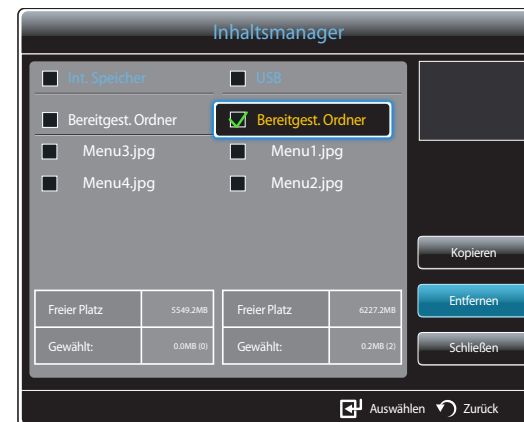 Inhaltsmanager
Int. Speicher
USB
Bereitgest. Ordner
Bereitgest. Ordner
Menu3.jpg
Menu1.jpg
Menu4.jpg
Menu2.jpg
Kopieren
Entfernen
Schließen
Freier Platz 5549.2MB
Freier Platz 6227.2MB
Gewählt: 0.0MB (0)
Gewählt: 0.2MB (2)
Auswählen Zurück